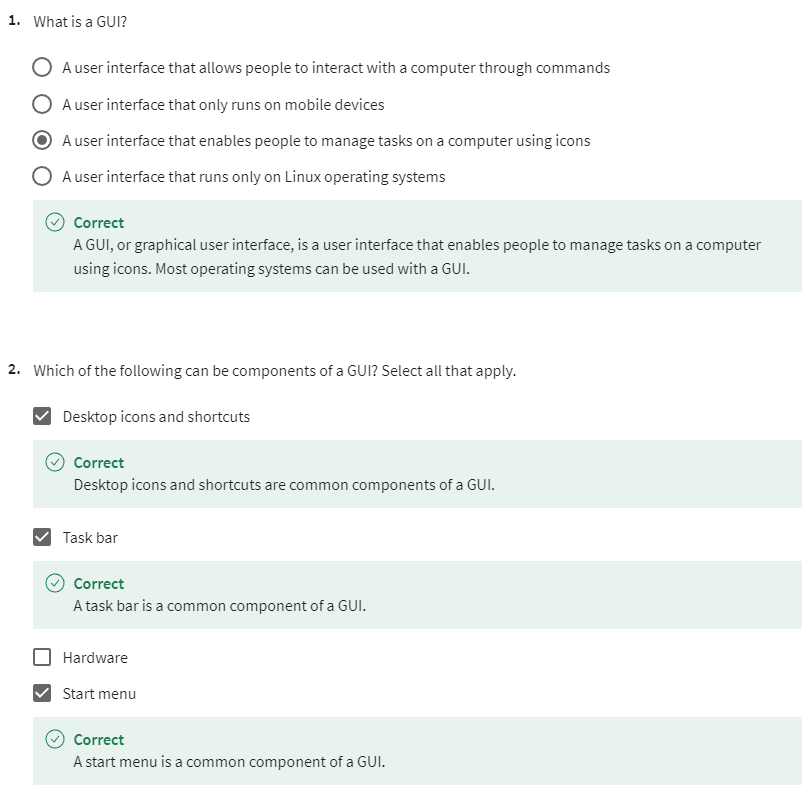 1. What is a GUI?
A user interface that allows people to interact with a computer through commands
A user interface that only runs on mobile devices
A user interface that enables people to manage tasks on a computer using icons
A user interface that runs only on Linux operating systems
Correct
A GUI, or graphical user interface, is a user interface that enables people to manage tasks on a computer
using icons. Most operating systems can be used with a GUI.
2. Which of the following can be components of a GUI? Select all that apply.
Desktop icons and shortcuts
Correct
Desktop icons and shortcuts are common components of a GUI.
Task bar
Correct
A task bar is a common component of a GUI.
Hardware
Start menu
Correct
A start menu is a common component of a GUI.